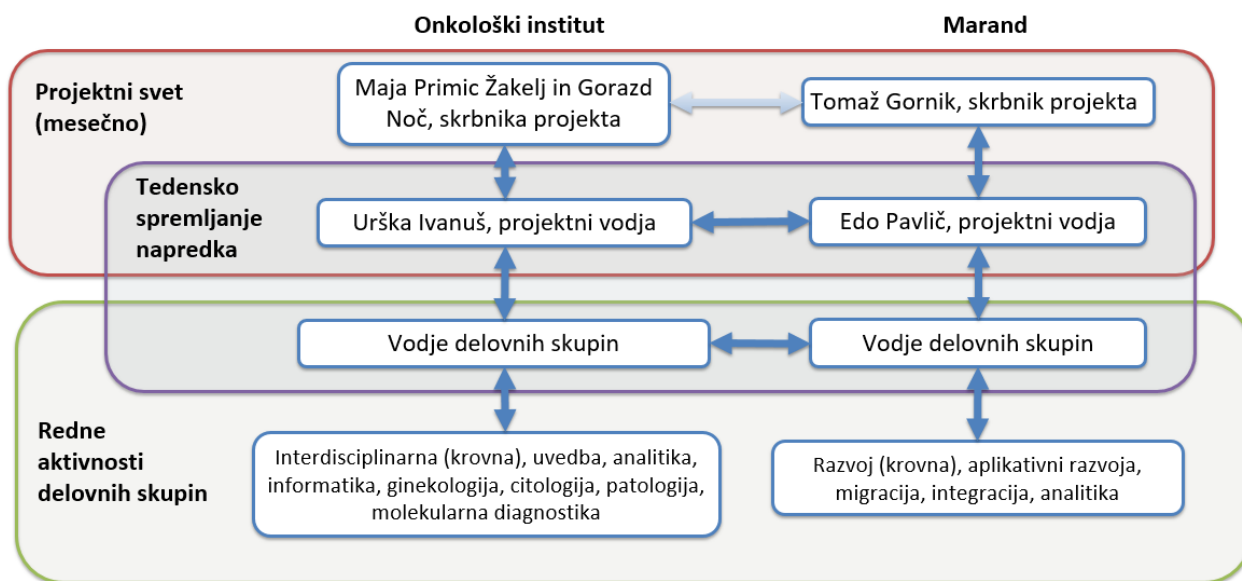 Onkološki institut
Marand
Projektni svet
(mesečno)
Maja Primic Žakelj in Gorazd
Noč, skrbnika projekta
Tomaž Gornik, skrbnik projekta
Tedensko
spremljanje
napredka
Urška Ivanuš, projektni vodja
Edo Pavlič, projektni vodja
Vodje delovnih skupin
Vodje delovnih skupin
Redne
aktivnosti
delovnih skupin
Interdisciplinarna (krovna), uvedba, analitika,
informatika, ginekologija, citologija, patologija,
molekularna diagnostika
Razvoj (krovna), aplikativni razvoja,
migracija, integracija, analitika